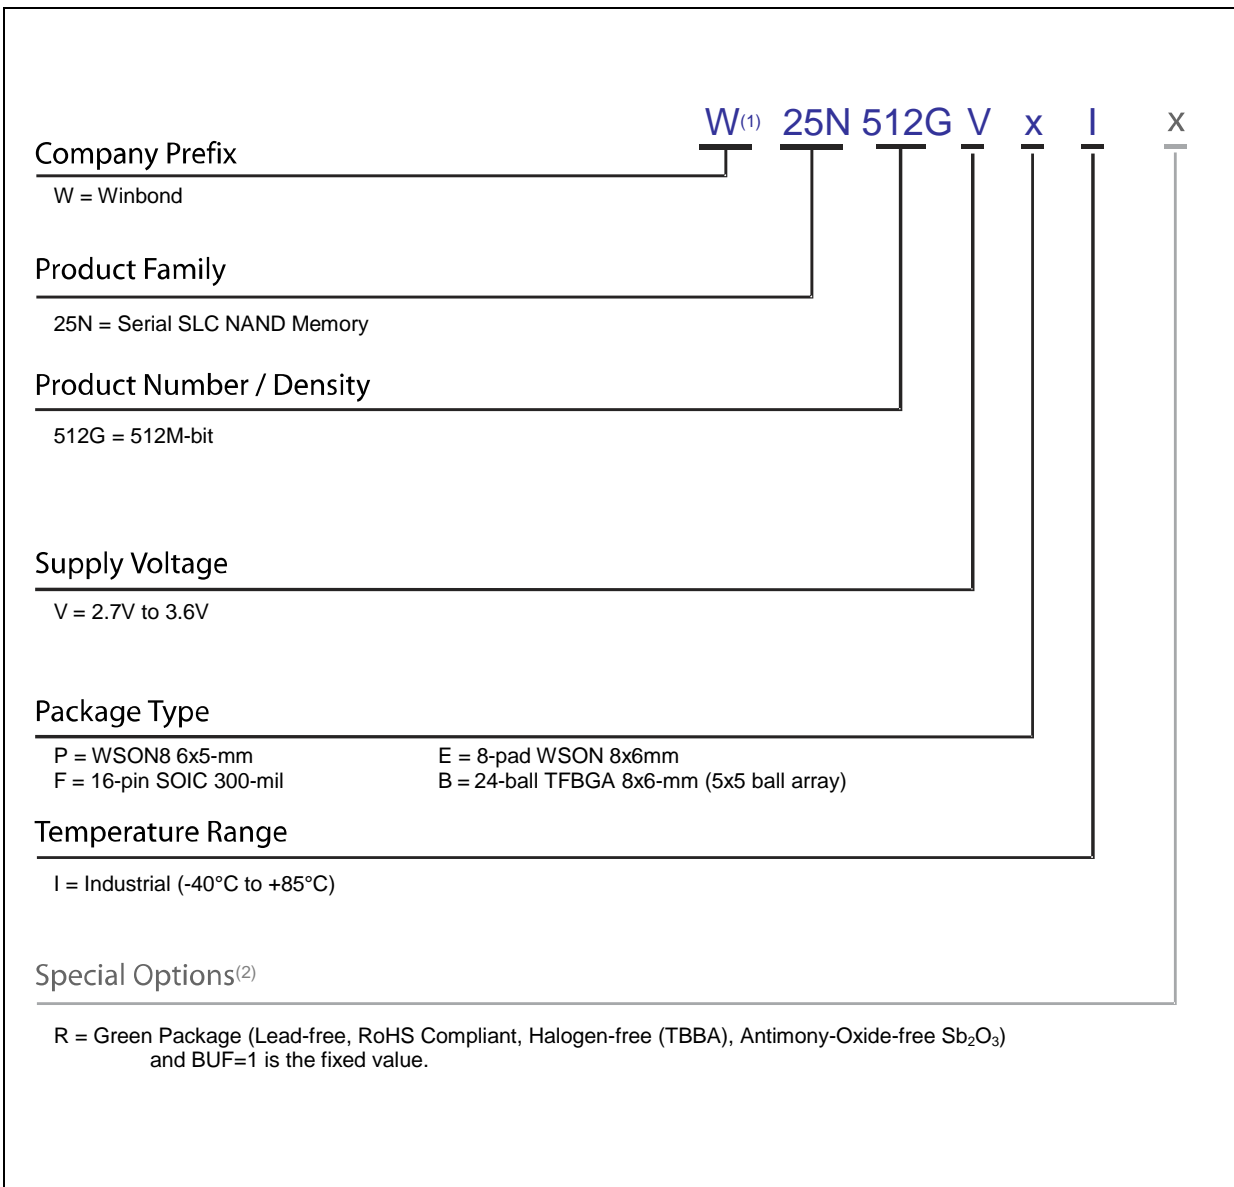 W(1) 25N 512G V x I x
Company Prefix
W = Winbond
Product Family
25N = Serial SLC NAND Memory
Product Number / Density
512G = 512M-bit
Supply Voltage
V = 2.7V to 3.6V
Package Type
P = WSON8 6x5-mm E = 8-pad WSON 8x6mm
F = 16-pin SOIC 300-mil B = 24-ball TFBGA 8x6-mm (5x5 ball array)
Temperature Range
I = Industrial (-40°C to +85°C)
Special Options(2)
R = Green Package (Lead-free, RoHS Compliant, Halogen-free (TBBA), Antimony-Oxide-free Sb₂O₃)
and BUF=1 is the fixed value.